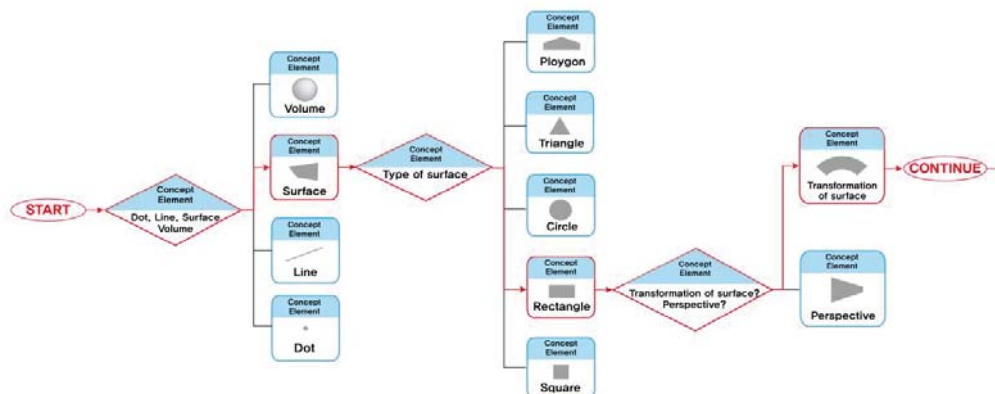 START
Concept
Element
Dot, Line, Surface,
Volume
Concept
Element
Volume
Concept
Element
Surface
Concept
Element
Line
Concept
Element
Dot
Concept
Element
Type of surface
Concept
Element
Ploygon
Concept
Element
Triangle
Concept
Element
Circle
Concept
Element
Rectangle
Concept
Element
Square
Concept
Element
Transformation of surface?
Perspective?
Concept
Element
Transformation
of surface
Concept
Element
Perspective
CONTINUE